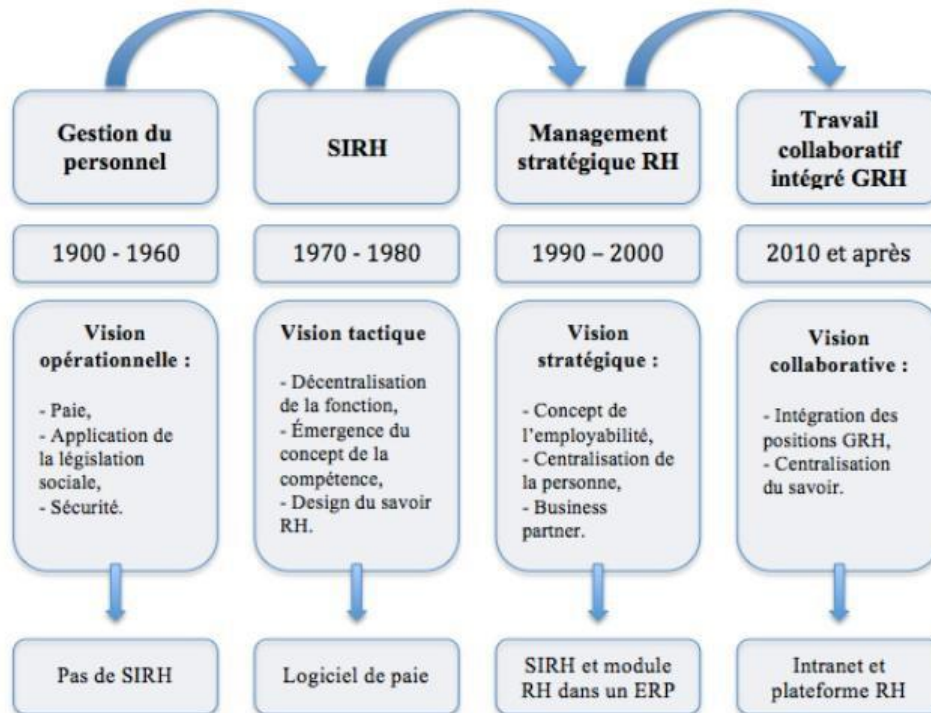 Gestion du
personnel
SIRH
Management
stratégique RH
Travail
collaboratif
intégré GRH
1900 - 1960
1970 - 1980
1990 – 2000
2010 et après
Vision
opérationnelle :
- Paie,
- Application de
la législation
sociale,
- Sécurité.
Vision tactique
- Décentralisation
de la fonction,
- Émergence du
concept de la
compétence,
- Design du savoir
RH.
Vision
stratégique :
- Concept de
l'employabilité,
- Centralisation de
la personne,
- Business
partner.
Vision
collaborative :
- Intégration des
positions GRH,
- Centralisation
du savoir.
Pas de SIRH
Logiciel de paie
SIRH et module
RH dans un ERP
Intranet et
plateforme RH